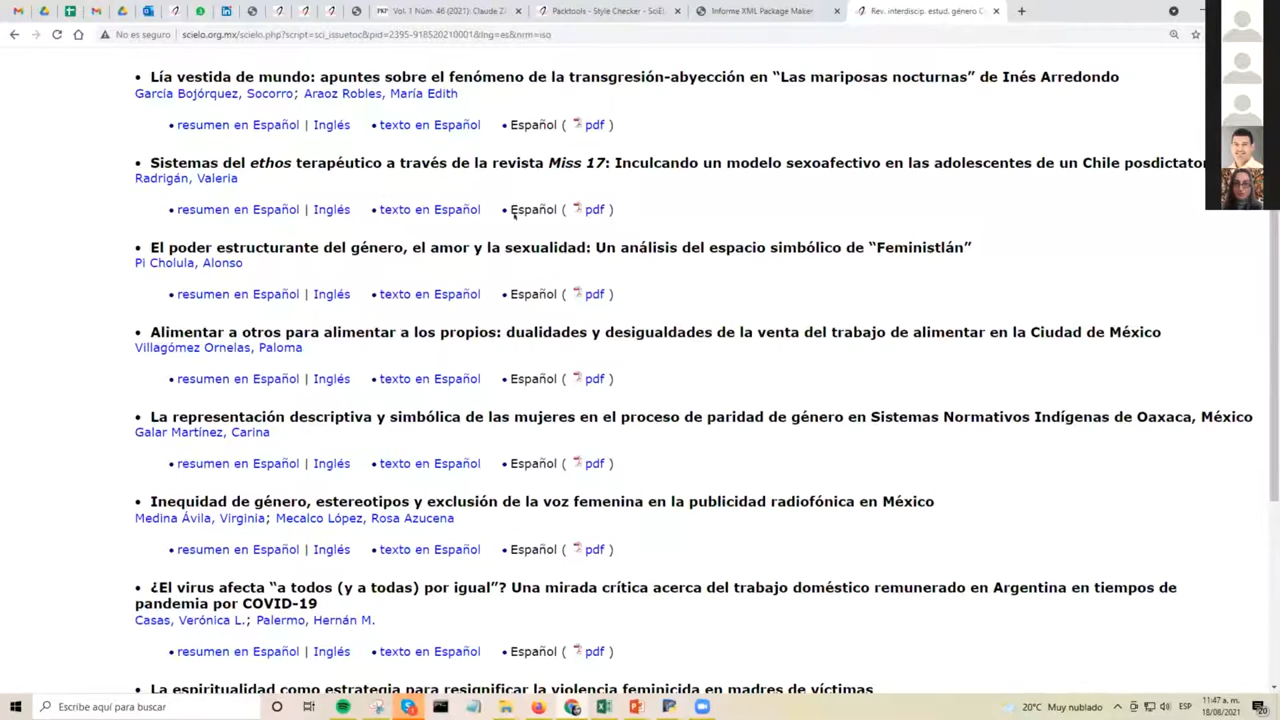 Vol. 1 Núm. 46 (2021): Claude Z
Packtools - Style Checker - SciEL
Informe XML Package Maker
Rev. interdiscip. estud. género C
No es seguro | scielo.org.mx/scielo.php?script=sci_issuetoc&pid=2395-918520210001&lng=es&nrm=iso
• Lía vestida de mundo: apuntes sobre el fenómeno de la transgresión-abyección en “Las mariposas nocturnas” de Inés Arredondo
García Bojórquez, Socorro; Araoz Robles, María Edith
• resumen en Español | Inglés • texto en Español • Español ( pdf )
• Sistemas del ethos terapéutico a través de la revista Miss 17: Inculcando un modelo sexoafectivo en las adolescentes de un Chile posdictator
Radrigán, Valeria
• resumen en Español | Inglés • texto en Español • Español ( pdf )
• El poder estructurante del género, el amor y la sexualidad: Un análisis del espacio simbólico de “Feministlán”
Pi Cholula, Alonso
• resumen en Español | Inglés • texto en Español • Español ( pdf )
• Alimentar a otros para alimentar a los propios: dualidades y desigualdades de la venta del trabajo de alimentar en la Ciudad de México
Villagómez Ornelas, Paloma
• resumen en Español | Inglés • texto en Español • Español ( pdf )
• La representación descriptiva y simbólica de las mujeres en el proceso de paridad de género en Sistemas Normativos Indígenas de Oaxaca, México
Galar Martínez, Carina
• resumen en Español | Inglés • texto en Español • Español ( pdf )
• Inequidad de género, estereotipos y exclusión de la voz femenina en la publicidad radiofónica en México
Medina Ávila, Virginia; Mecalco López, Rosa Azucena
• resumen en Español | Inglés • texto en Español • Español ( pdf )
• ¿El virus afecta “a todos (y a todas) por igual”? Una mirada crítica acerca del trabajo doméstico remunerado en Argentina en tiempos de
pandemia por COVID-19
Casas, Verónica L.; Palermo, Hernán M.
• resumen en Español | Inglés • texto en Español • Español ( pdf )
• La espiritualidad como estrategia para resignificar la violencia feminicida en madres de víctimas
Escribe aquí para buscar
20°C Muy nublado
ESP
11:47 a. m.
18/08/2021
20